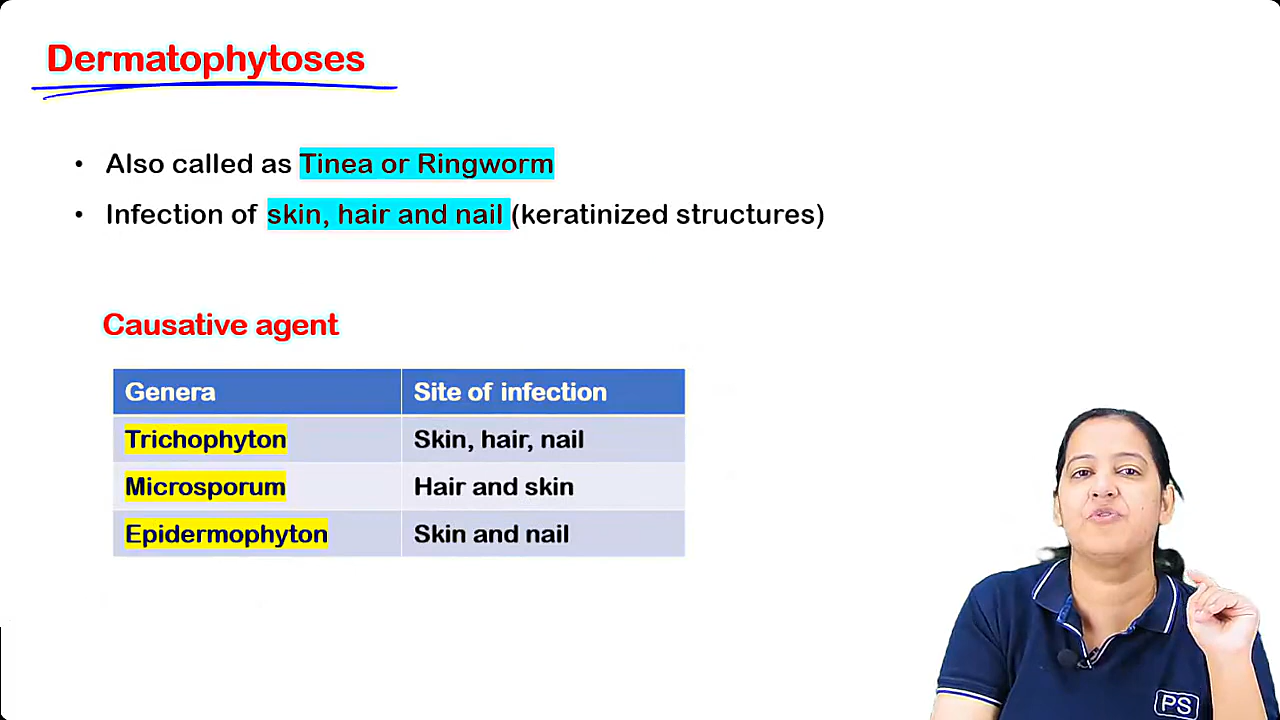 Dermatophytoses
• Also called as Tinea or Ringworm
• Infection of skin, hair and nail (keratinized structures)
Causative agent
Genera Site of infection
Trichophyton Skin, hair, nail
Microsporum Hair and skin
Epidermophyton Skin and nail
PS